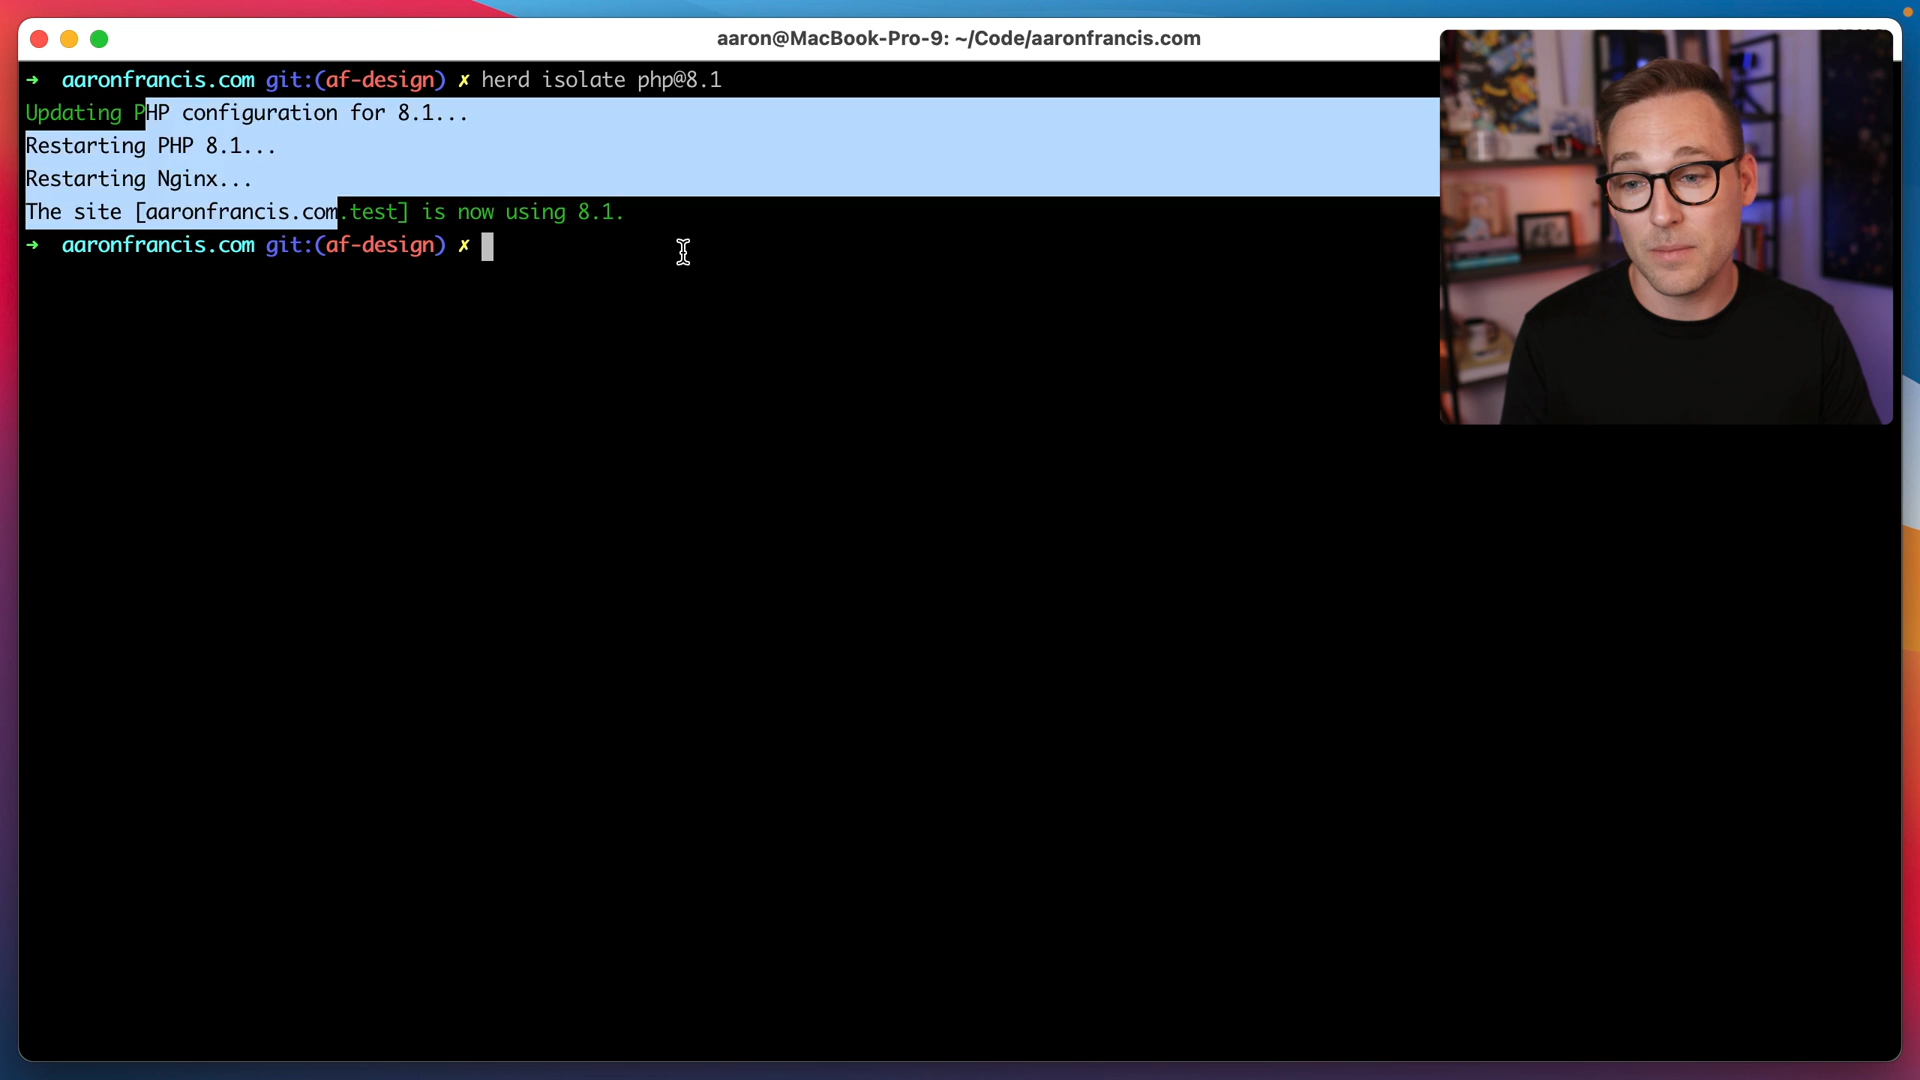 aaron@MacBook-Pro-9: ~/Code/aaronfrancis.com
➜ aaronfrancis.com git:(af-design) ✗ herd isolate php@8.1
Updating PHP configuration for 8.1...
Restarting PHP 8.1...
Restarting Nginx...
The site [aaronfrancis.com.test] is now using 8.1.
➜ aaronfrancis.com git:(af-design) ✗